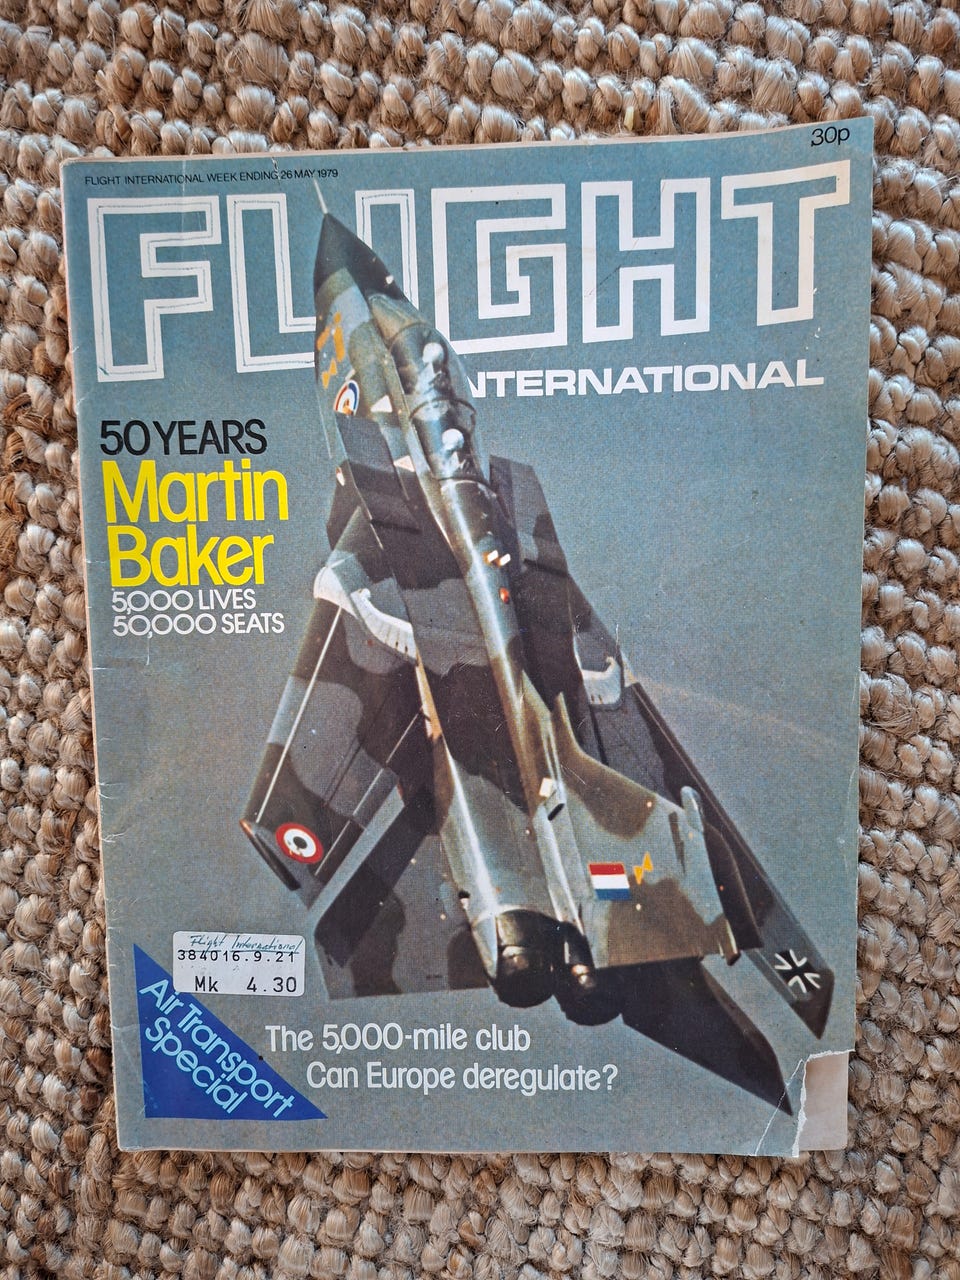 30p
FLIGHT INTERNATIONAL WEEK ENDING 26 MAY 1979
FLIGHT
INTERNATIONAL
50 YEARS
Martin
Baker
5,000 LIVES
50,000 SEATS
Flight International
384016.9.21
Mk 4.30
Air Transport
Special
The 5,000-mile club
Can Europe deregulate?